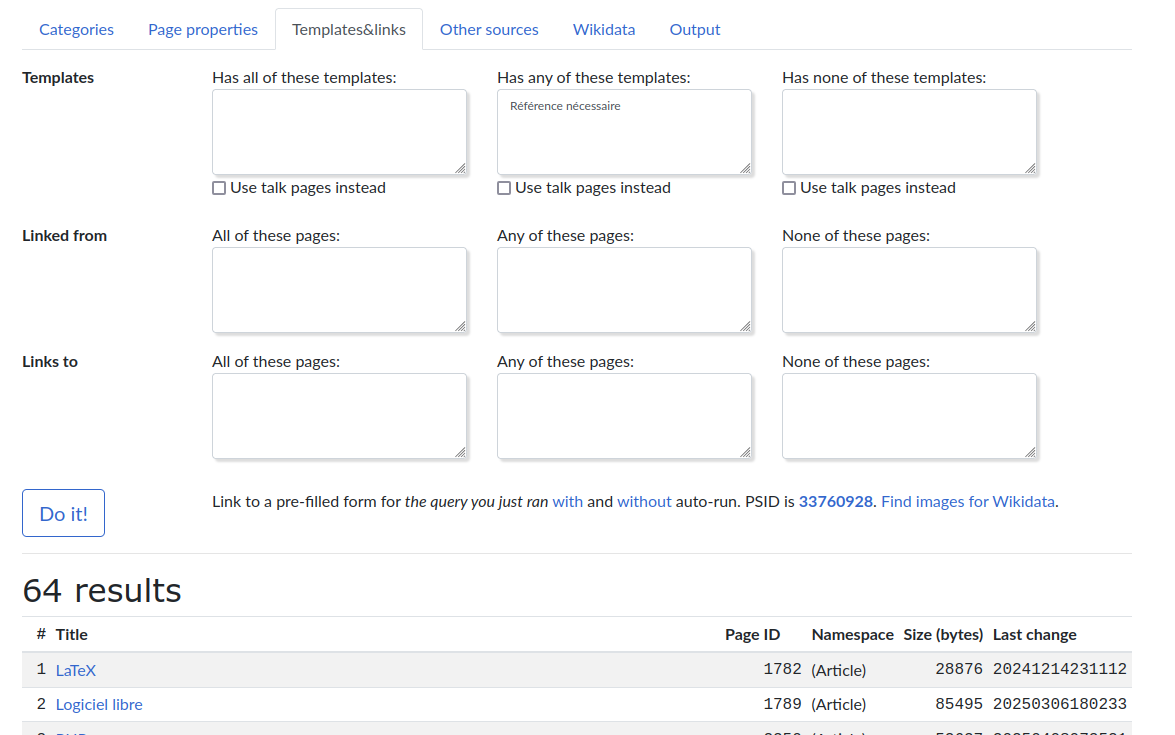 Categories Page properties Templates&links Other sources Wikidata Output
Templates Has all of these templates: Has any of these templates: Has none of these templates:
Référence nécessaire
Use talk pages instead Use talk pages instead Use talk pages instead
Linked from All of these pages: Any of these pages: None of these pages:
Links to All of these pages: Any of these pages: None of these pages:
Do it! Link to a pre-filled form for the query you just ran with and without auto-run. PSID is 33760928. Find images for Wikidata.
64 results
# Title Page ID Namespace Size (bytes) Last change
1 LaTeX 1782 (Article) 28876 20241214231112
2 Logiciel libre 1789 (Article) 85495 20250306180233